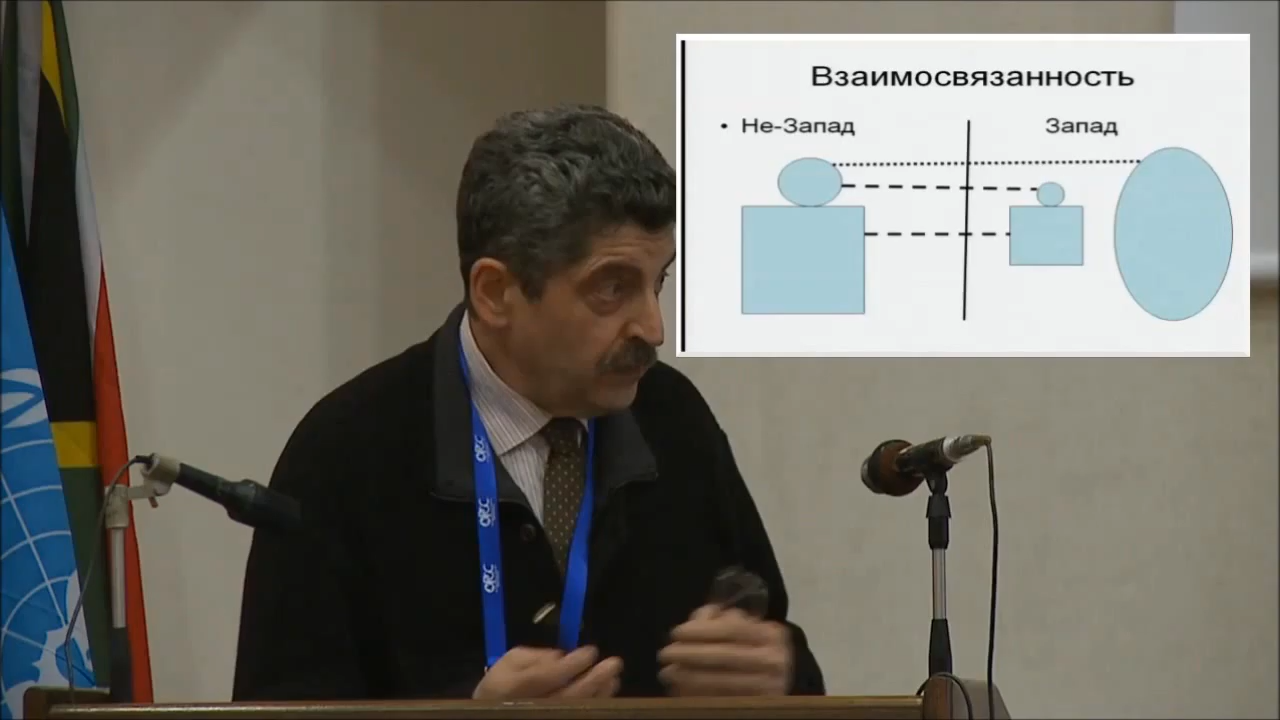 Взаимосвязанность
• Не-Запад
Запад